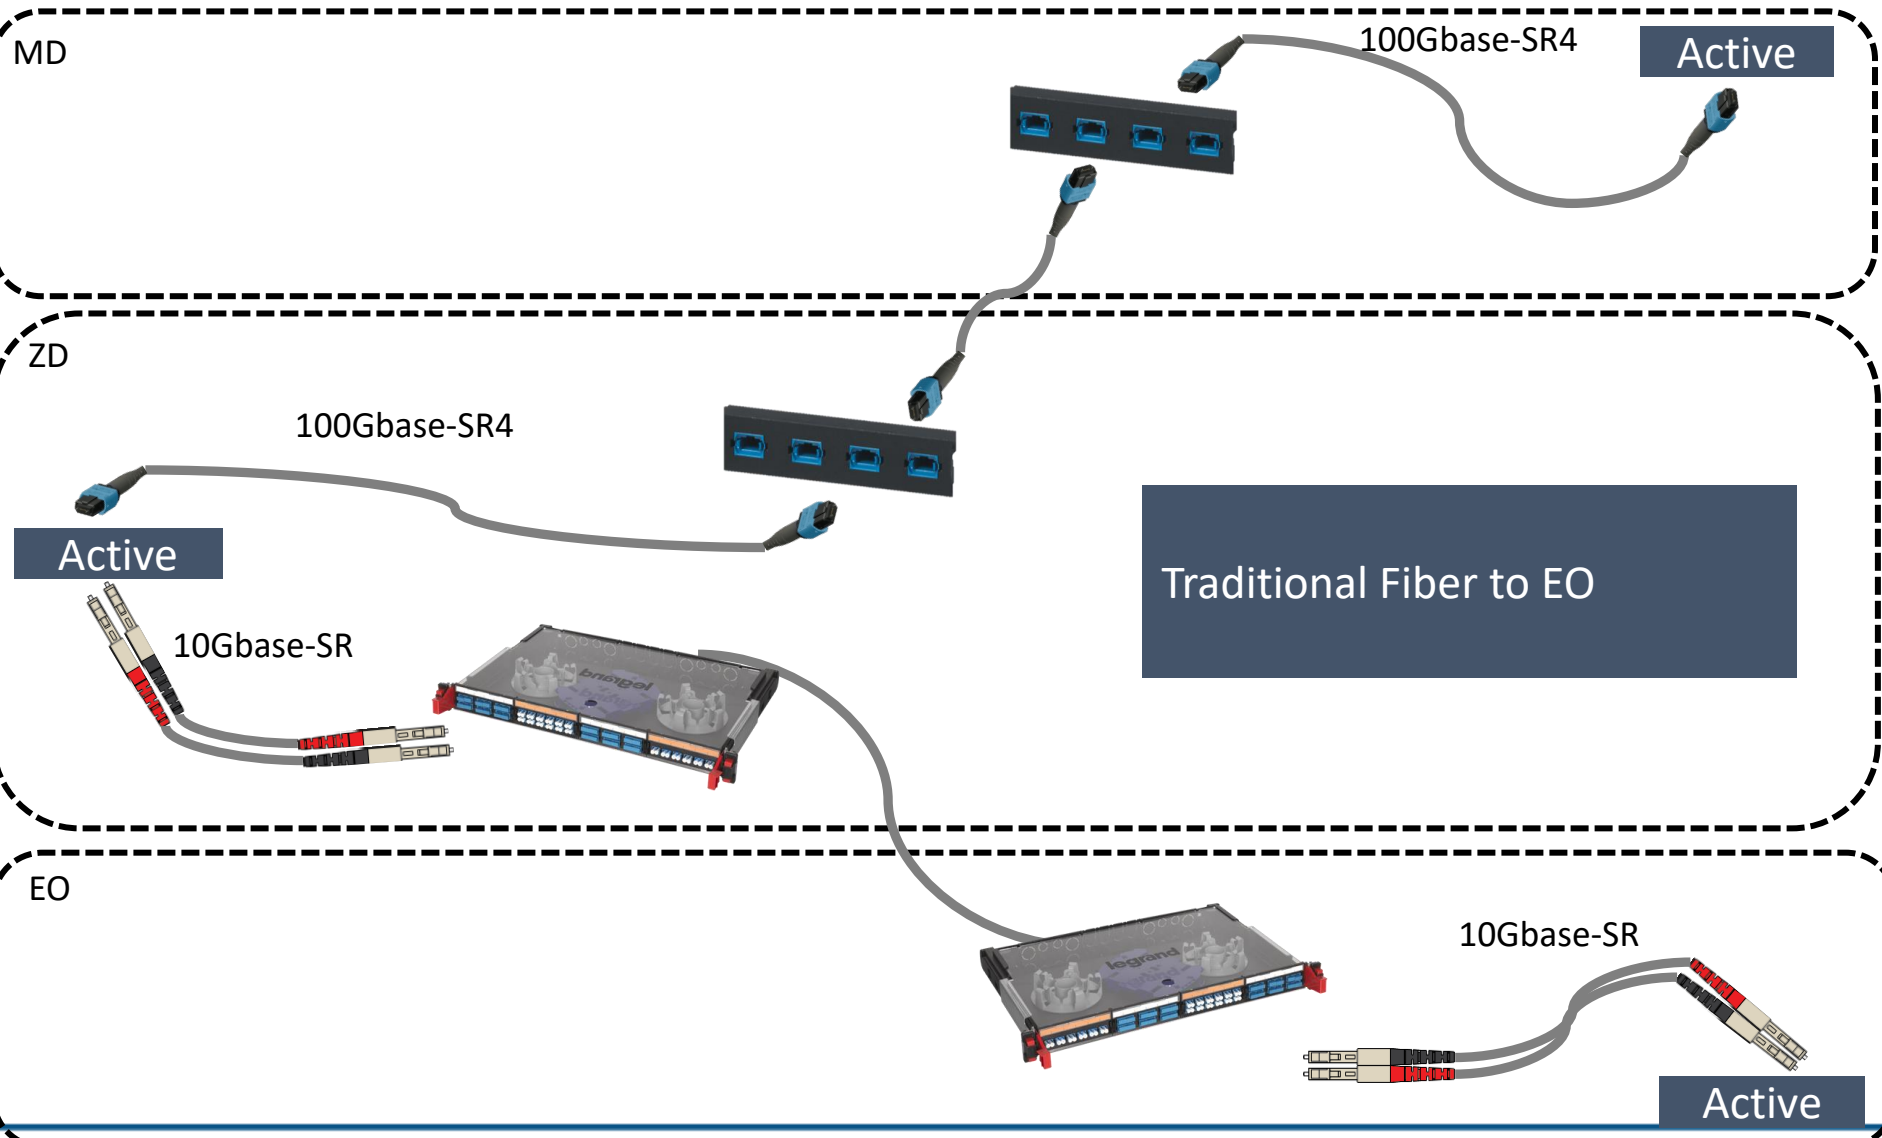 MD
100Gbase-SR4
Active
ZD
100Gbase-SR4
Active
Traditional Fiber to EO
10Gbase-SR
legrand
EO
10Gbase-SR
legrand
Active